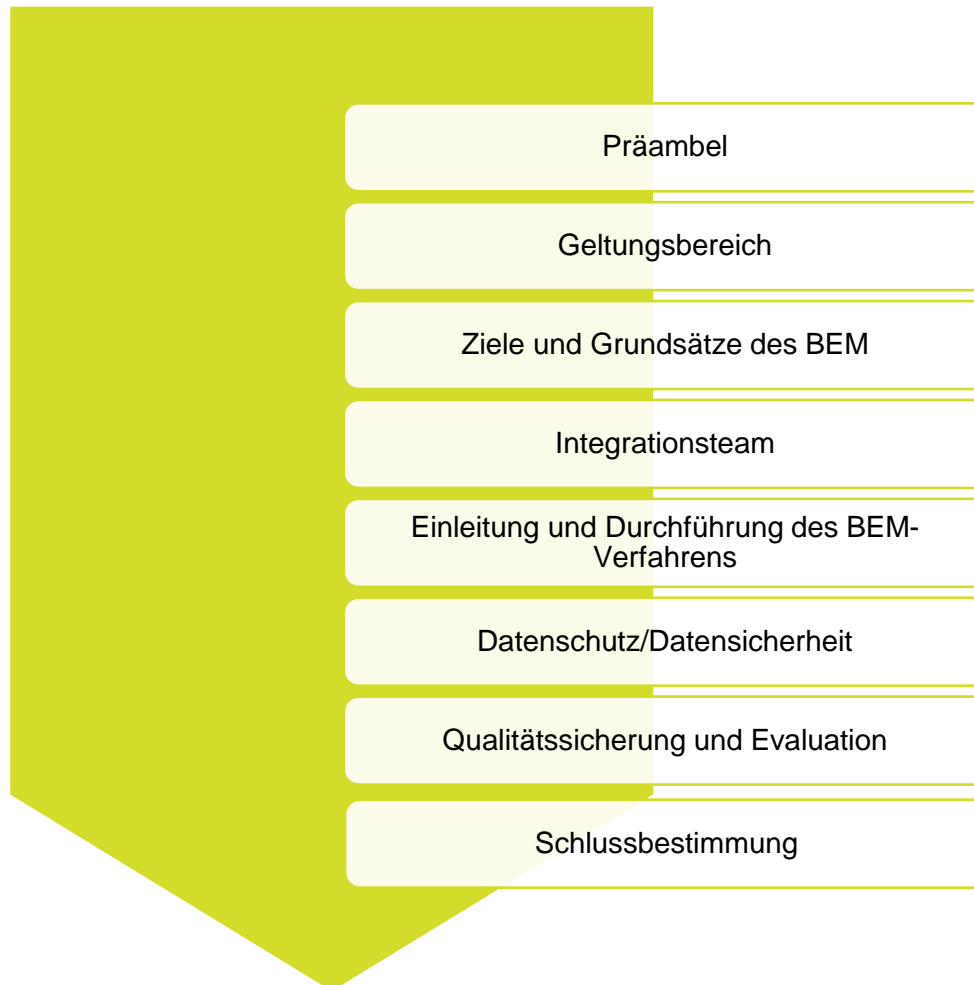 Präambel
Geltungsbereich
Ziele und Grundsätze des BEM
Integrationsteam
Einleitung und Durchführung des BEM-
Verfahrens
Datenschutz/Datensicherheit
Qualitätssicherung und Evaluation
Schlussbestimmung